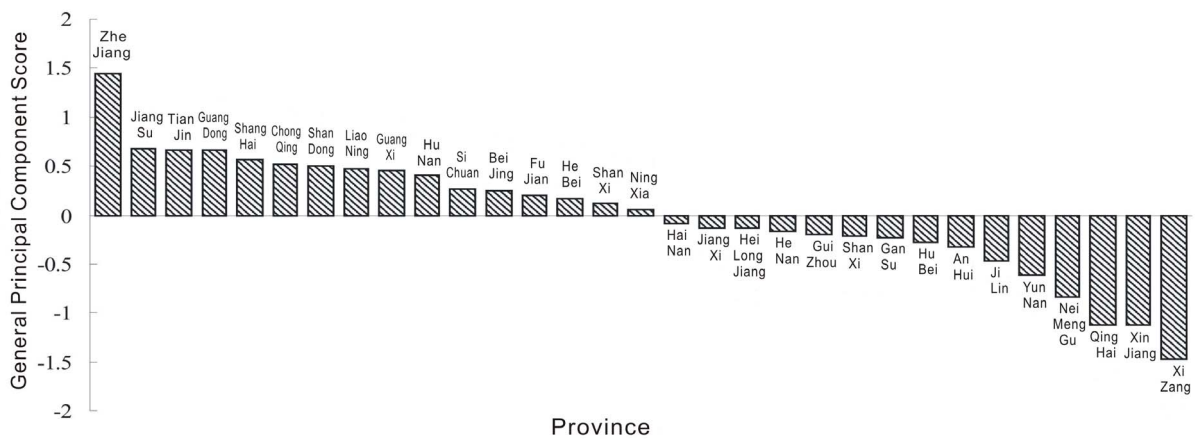 General Principal Component Score
2
1.5
1
0.5
0
-0.5
-1
-1.5
-2
Zhe
Jiang
Jiang
Su
Tian
Jin
Guang
Dong
Shang
Hai
Chong
Qing
Shan
Dong
Liao
Ning
Guang
Xi
Hu
Nan
Si
Chuan
Bei
Jing
Fu
Jian
He
Bei
Shan
Xi
Ning
Xia
Hai
Nan
Jiang
Xi
Hei
Long
Jiang
He
Nan
Gui
Zhou
Shan
Xi
Gan
Su
Hu
Bei
An
Hui
Ji
Lin
Yun
Nan
Nei
Meng
Gu
Qing
Hai
Xin
Jiang
Xi
Zang
Province